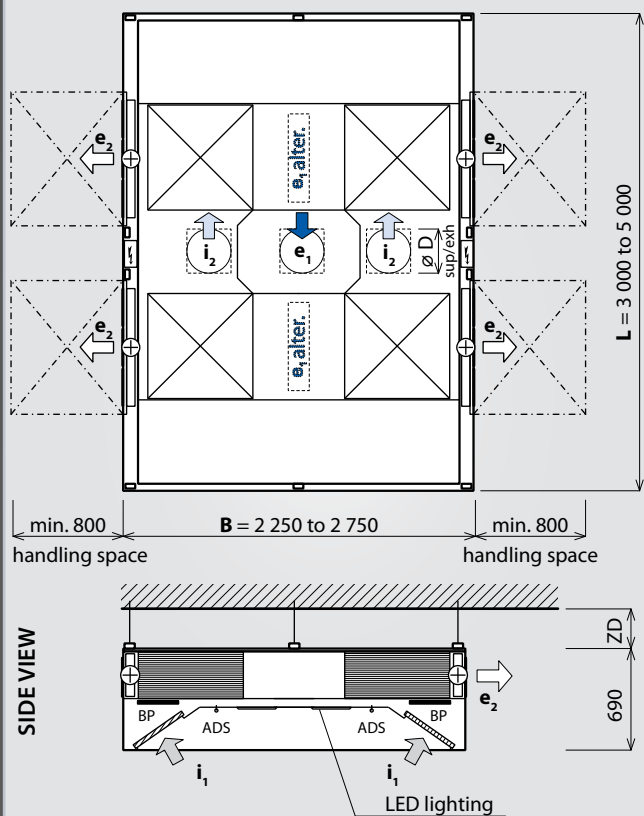 e₂
e₁ alter.
e₂
i₂
e₁
i₂
ø D
sup/exh
L = 3 000 to 5 000
e₂
e₁ alter.
e₂
min. 800
B = 2 250 to 2 750
min. 800
handling space
handling space
SIDE VIEW
ZD
690
e₂
BP
ADS
ADS
BP
i₁
i₁
LED lighting